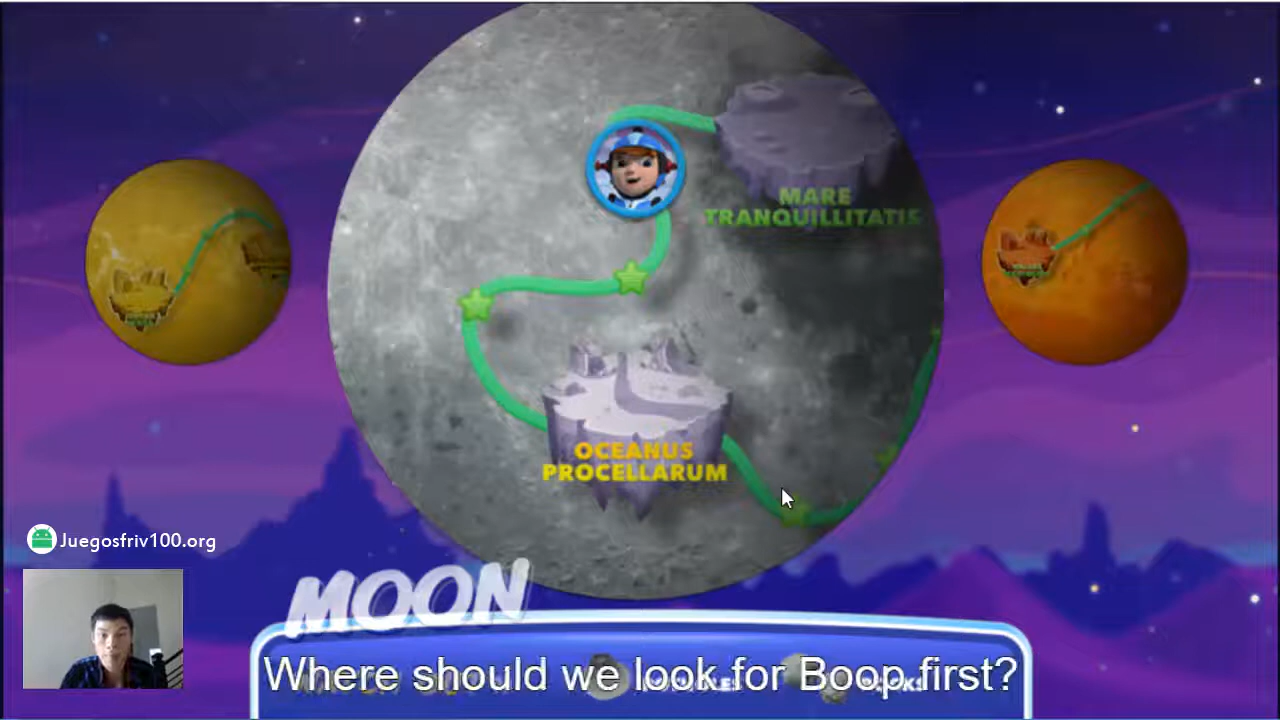 MARE
TRANQUILLITATIS
OCEANUS
PROCELLARUM
Juegosfriv100.org
MOON
Where should we look for Boop first?